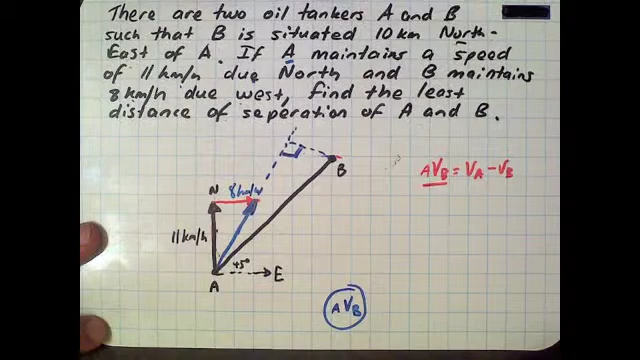 There are two oil tankers A and B
such that B is situated 10 km North-
East of A. If A maintains a speed
of 11 km/h due North and B maintains
8 km/h due west, find the least
distance of seperation of A and B.
N
8km/h
B
AVB = VA - VB
11 km/h
45°
E
A
AVB